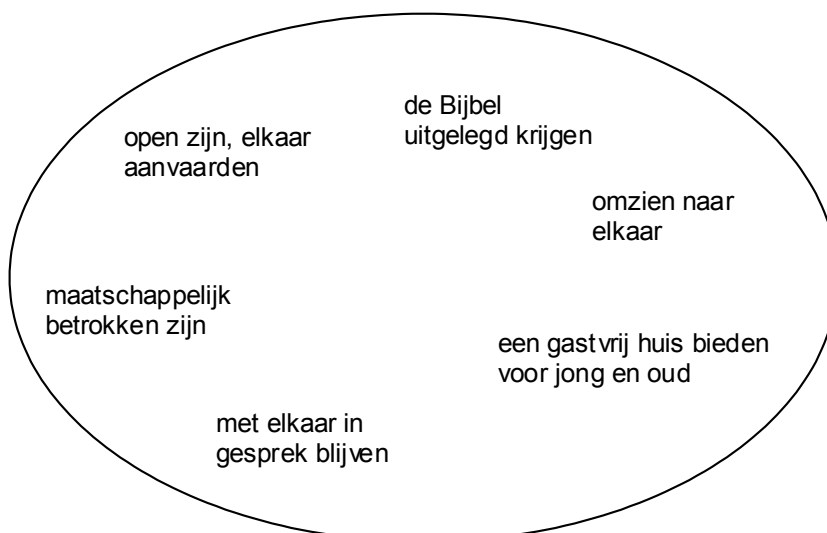 de Bijbel
uitgelegd krijgen
open zijn, elkaar
aanvaarden
omzien naar
elkaar
maatschappelijk
betrokken zijn
een gastvrij huis bieden
voor jong en oud
met elkaar in
gesprek blijven